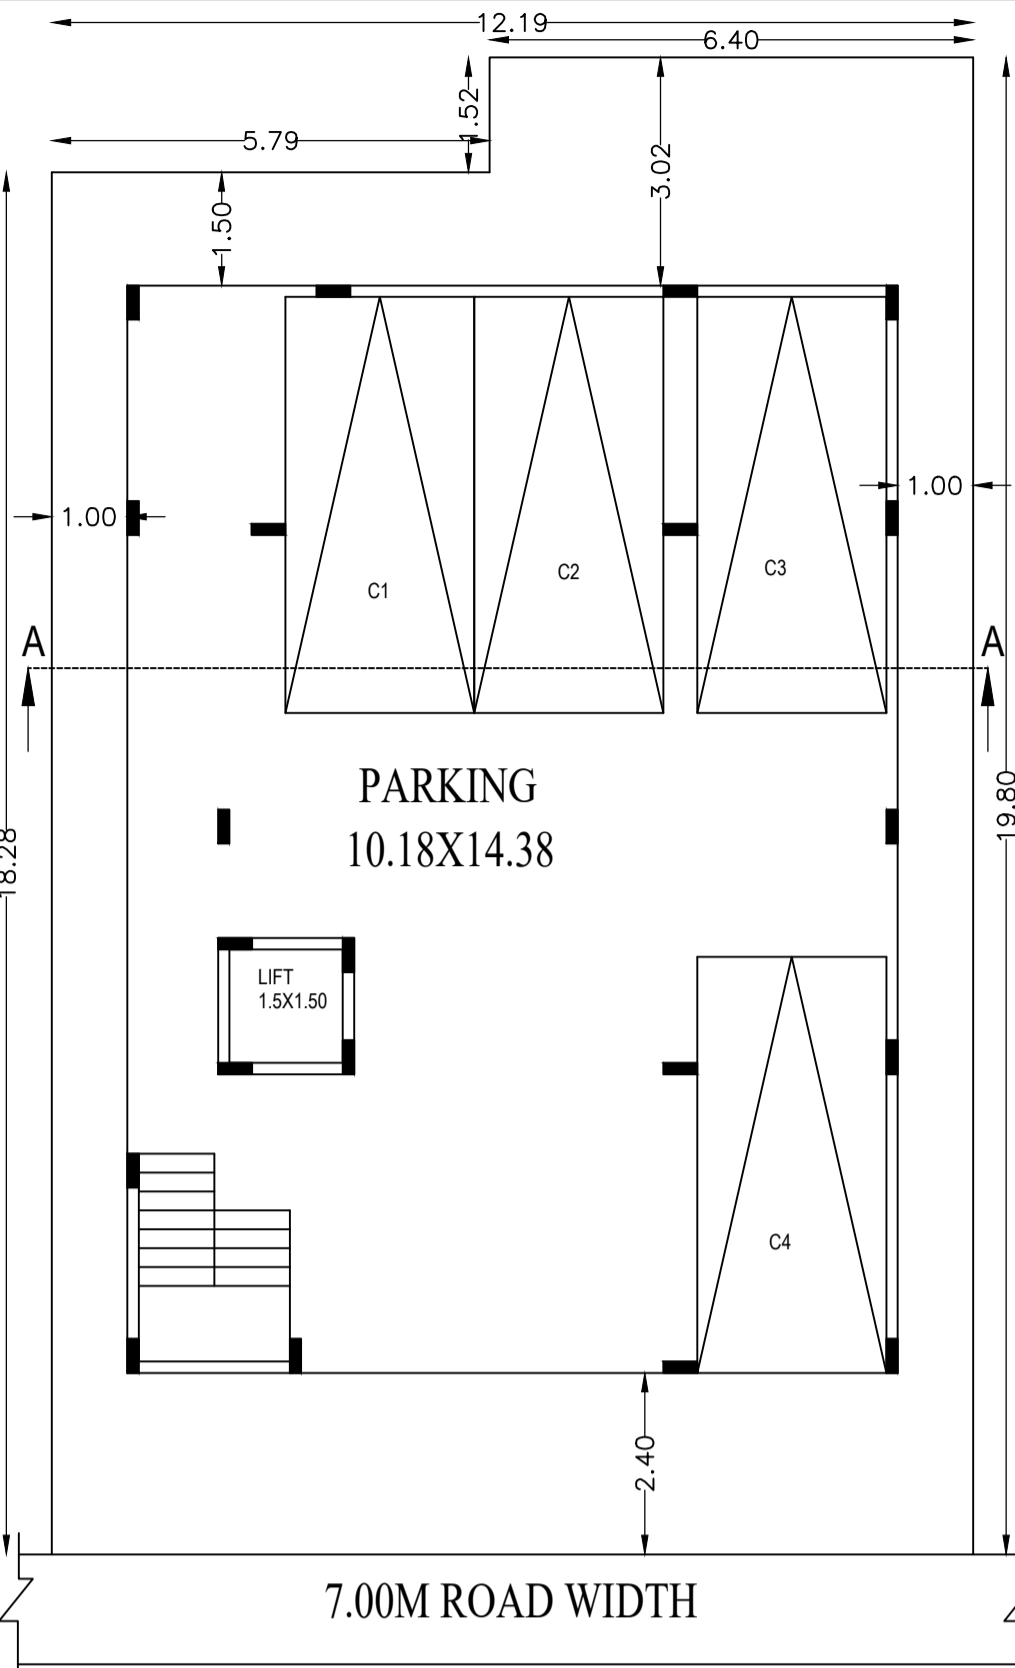 12.19
6.40
1.52
5.79
3.02
1.50
1.00
1.00
C1
C2
C3
A
A
PARKING
10.18X14.38
18.28
19.80
LIFT
1.5X1.50
C4
2.40
7.00M ROAD WIDTH